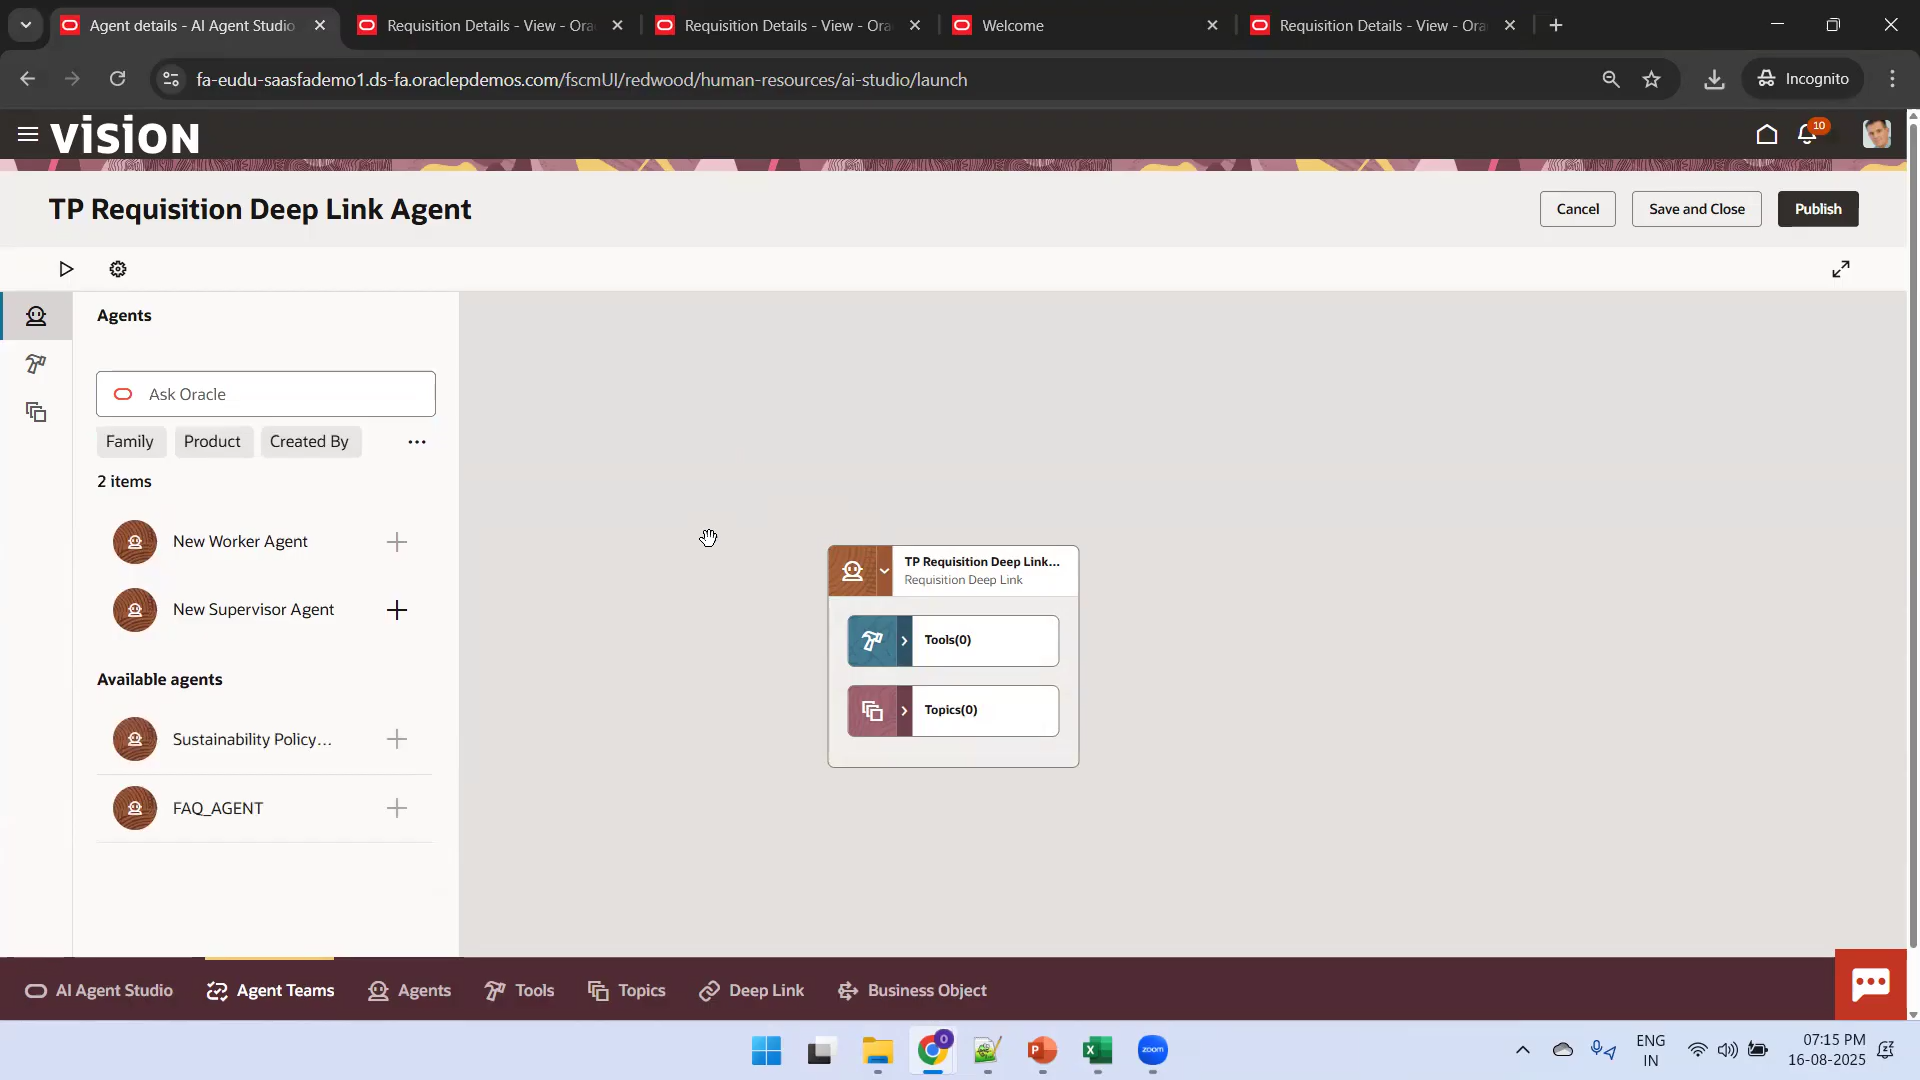 Agent details - AI Agent Studio
Requisition Details - View - Ora
Requisition Details - View - Ora
Welcome
Requisition Details - View - Ora
fa-eudu-saasfademo1.ds-fa.oraclepdemos.com/fscmUI/redwood/human-resources/ai-studio/launch
Incognito
vision
10
TP Requisition Deep Link Agent
Cancel
Save and Close
Publish
Agents
Ask Oracle
Family
Product
Created By
2 items
New Worker Agent
New Supervisor Agent
Available agents
Sustainability Policy...
FAQ_AGENT
TP Requisition Deep Link...
Requisition Deep Link
Tools(0)
Topics(0)
AI Agent Studio
Agent Teams
Agents
Tools
Topics
Deep Link
Business Object
0
zoom
ENG
IN
07:15 PM
16-08-2025